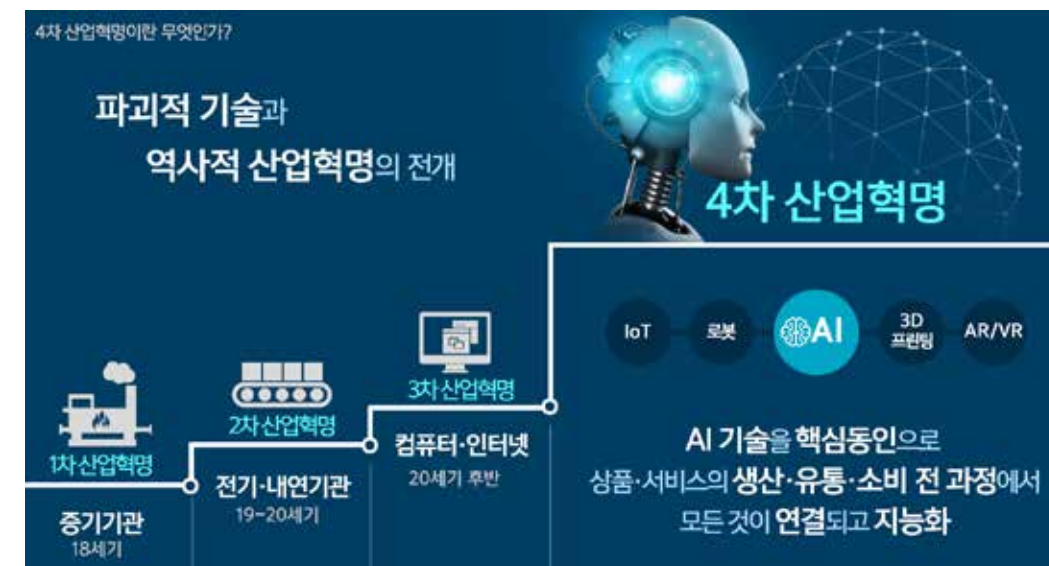 4차 산업혁명이란 무엇인가?
파괴적 기술과
역사적 산업혁명의 전개
4차 산업혁명
IoT
로봇
AI
3D
프린팅
AR/VR
1차 산업혁명
증기기관
18세기
2차 산업혁명
전기·내연기관
19~20세기
3차 산업혁명
컴퓨터·인터넷
20세기 후반
AI 기술을 핵심동인으로
상품·서비스의 생산·유통·소비 전 과정에서
모든 것이 연결되고 지능화